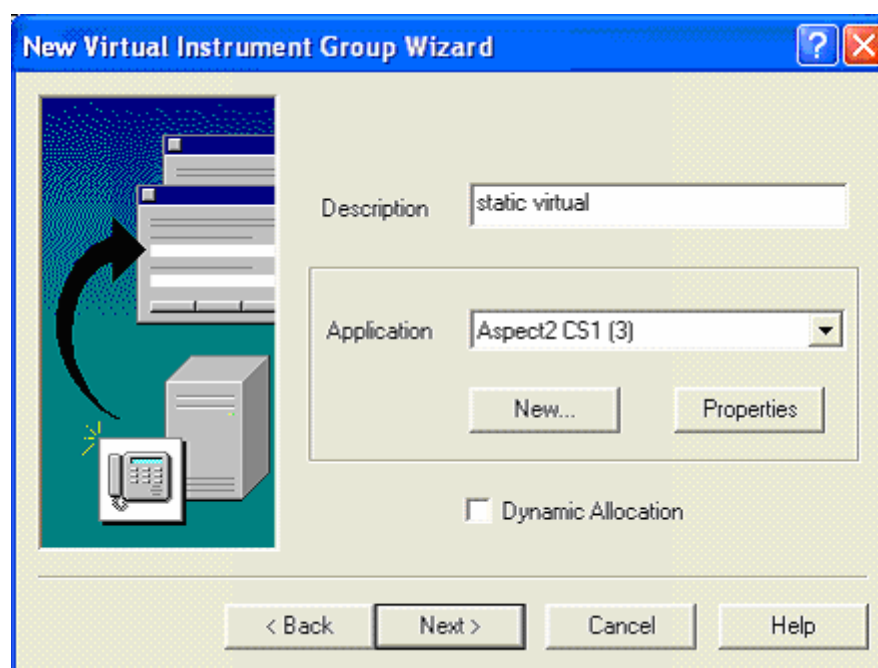 New Virtual Instrument Group Wizard
Description
static virtual
Application
Aspect2 CS1 (3)
New...
Properties
Dynamic Allocation
< Back
Next >
Cancel
Help